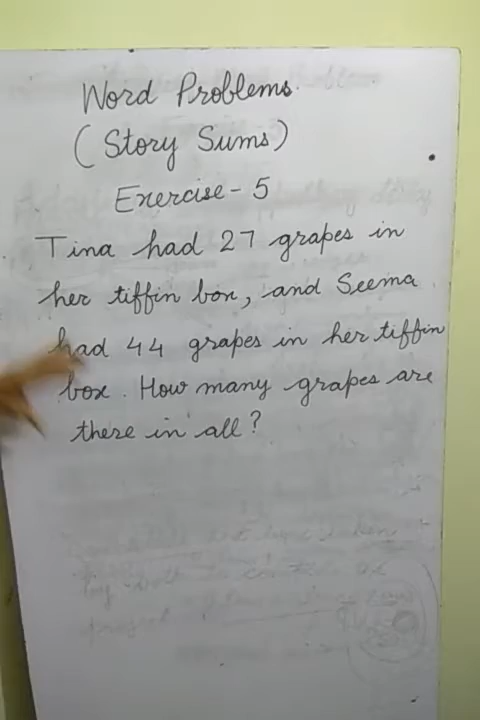 Word Problems.
(Story Sums)
Exercise - 5
Tina had 27 grapes in
her tiffin box, and Seema
had 44 grapes in her tiffin
box. How many grapes are
there in all?